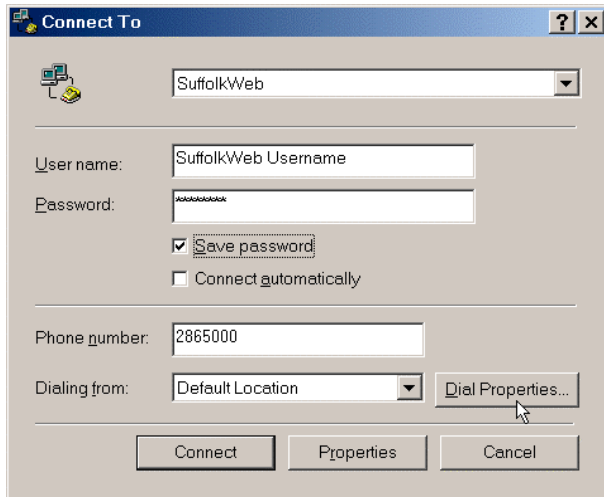 Connect To
SuffolkWeb
User name: SuffolkWeb Username
Password: ********
Save password
Connect automatically
Phone number: 2865000
Dialing from: Default Location Dial Properties...
Connect Properties Cancel